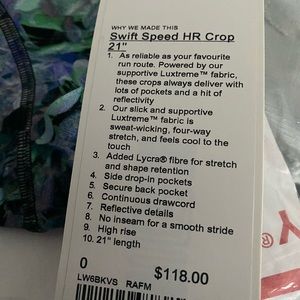 WHY WE MADE THIS
Swift Speed HR Crop
21"
1. As reliable as your favourite
run route. Powered by our
supportive Luxtreme™ fabric,
these crops always deliver with
lots of pockets and a hit of
reflectivity
2. Our slick and supportive
Luxtreme™ fabric is
sweat-wicking, four-way
stretch, and feels cool to the
touch
3. Added Lycra® fibre for stretch
and shape retention
4. Side drop-in pockets
5. Secure back pocket
6. Continuous drawcord
7. Reflective details
8. No inseam for a smooth stride
9. High rise
10. 21" length
0 $118.00
LW6BKVS RAFM
Y
®